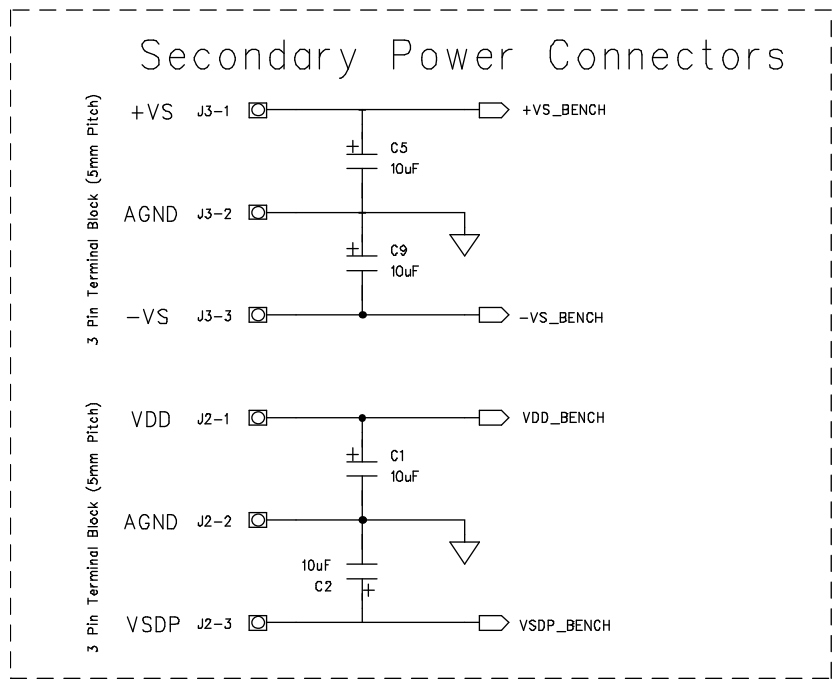 Secondary Power Connectors
3 Pin Terminal Block (5mm Pitch)
+VS J3-1 +VS_BENCH
+ C5
10uF
AGND J3-2
+ C9
10uF
-VS J3-3 -VS_BENCH
3 Pin Terminal Block (5mm Pitch)
VDD J2-1 VDD_BENCH
+ C1
10uF
AGND J2-2
10uF
C2 +
VSDP J2-3 VSDP_BENCH